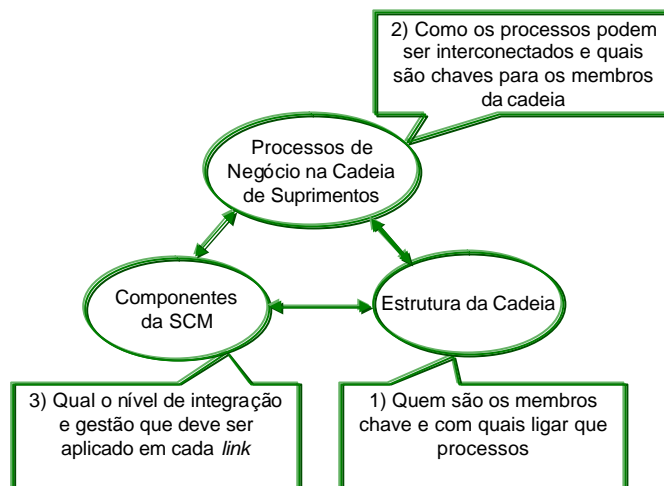 2) Como os processos podem
ser interconectados e quais
são chaves para os membros
da cadeia
Processos de
Negócio na Cadeia
de Suprimentos
Componentes
da SCM
Estrutura da Cadeia
3) Qual o nível de integração
e gestão que deve ser
aplicado em cada link
1) Quem são os membros
chave e com quais ligar que
processos